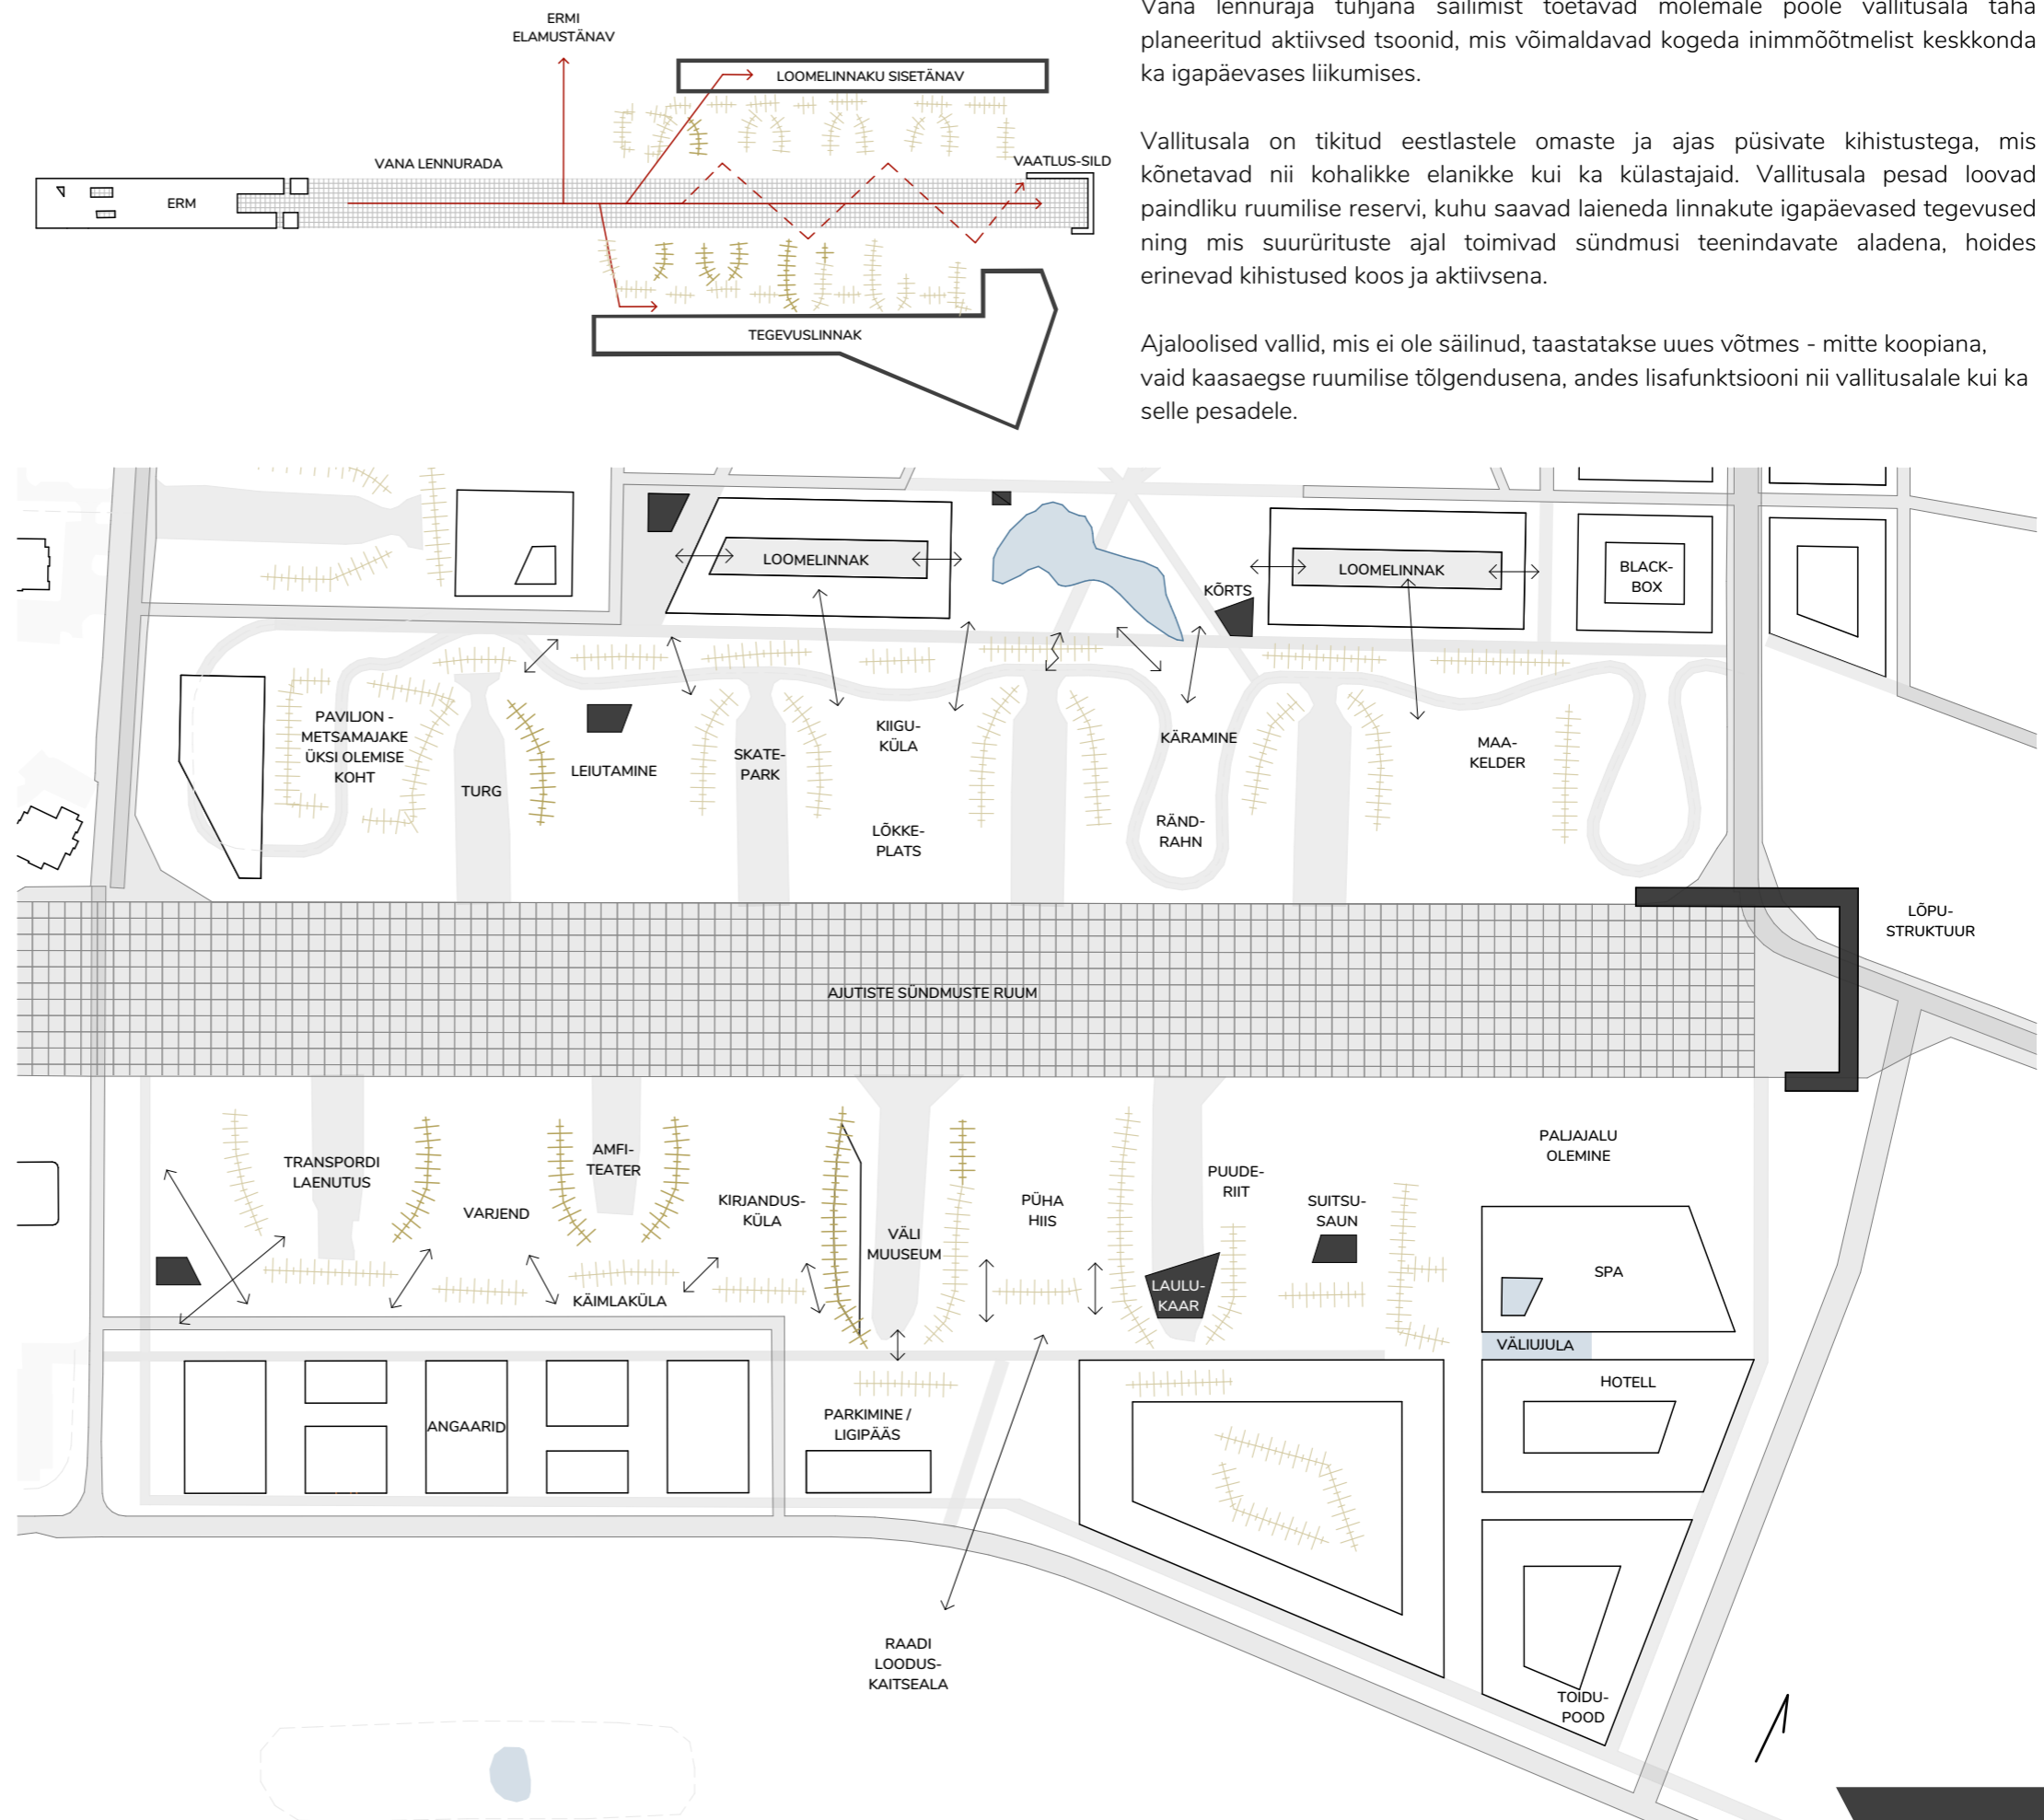 ERMI
ELAMUSTÄNAV
LOOMELINNAKU SISETÄNAV
VANA LENNURADA
VAATLUS-SILD
ERM
TEGEVUSLINNAK
Vana lennuraja tühjana säilimist toetavad mõlemale poole vallitusala taha
planeeritud aktiivsed tsoonid, mis võimaldavad kogeda inimmõõtmelist keskkonda
ka igapäevases liikumises.
Vallitusala on tikitud eestlastele omaste ja ajas püsivate kihistustega, mis
kõnetavad nii kohalikke elanikke kui ka külastajaid. Vallitusala pesad loovad
paindliku ruumilise reservi, kuhu saavad laieneda linnakute igapäevased tegevused
ning mis suurürituste ajal toimivad sündmusi teenindavate aladena, hoides
erinevad kihistused koos ja aktiivsena.
Ajaloolised vallid, mis ei ole säilinud, taastatakse uues võtmes - mitte koopiana,
vaid kaasaegse ruumilise tõlgendusena, andes lisafunktsiooni nii vallitusalale kui ka
selle pesadele.
LOOMELINNAK
LOOMELINNAK
BLACK-
BOX
KÕRTS
PAVILJON -
METSAMAJAKE
ÜKSI OLEMISE
KOHT
TURG
LEIUTAMINE
SKATE-
PARK
KIIGU-
KÜLA
LÕKKE-
PLATS
KÄRAMINE
RÄND-
RAHN
MAA-
KELDER
LÕPU-
STRUKTUUR
AJUTISTE SÜNDMUSTE RUUM
TRANSPORDI
LAENUTUS
VARJEND
AMFI-
TEATER
KÄIMLAKÜLA
KIRJANDUS-
KÜLA
VÄLI
MUUSEUM
PÜHA
HIIS
PUUDE-
RIIT
LAULU-
KAAR
SUITSU-
SAUN
PALJAJALU
OLEMINE
SPA
VÄLIUJULA
HOTELL
ANGAARID
PARKIMINE /
LIGIPÄÄS
RAADI
LOODUS-
KAITSEALA
TOIDU-
POOD